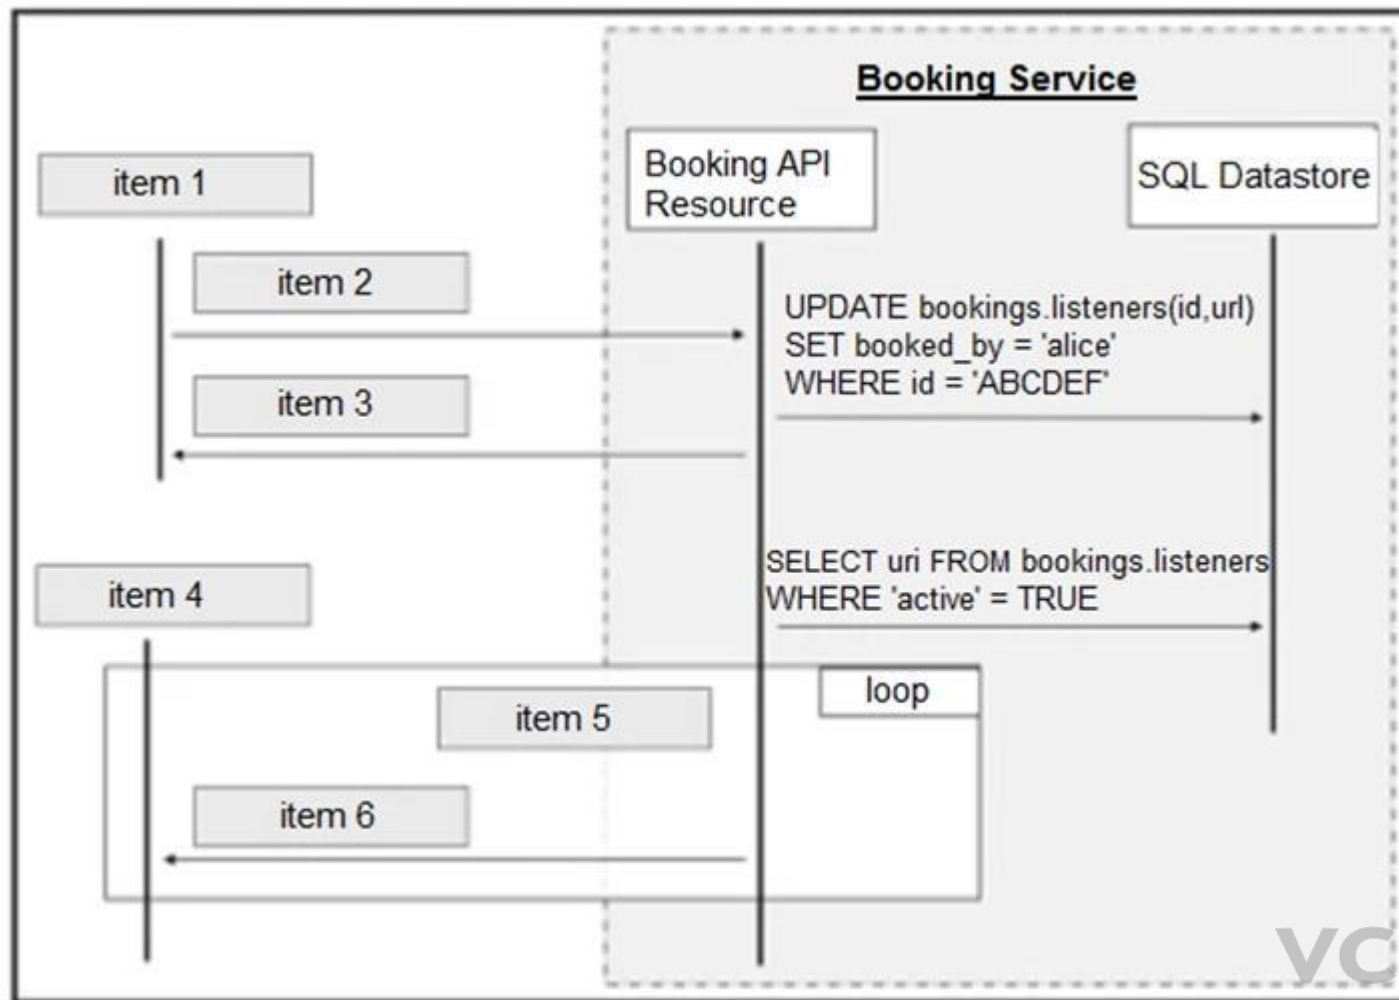 Booking Service
item 1
Booking API
Resource
SQL Datastore
item 2
UPDATE bookings.listeners(id,url)
SET booked_by = 'alice'
WHERE id = 'ABCDEF'
item 3
SELECT uri FROM bookings.listeners
WHERE 'active' = TRUE
item 4
loop
item 5
item 6
VC